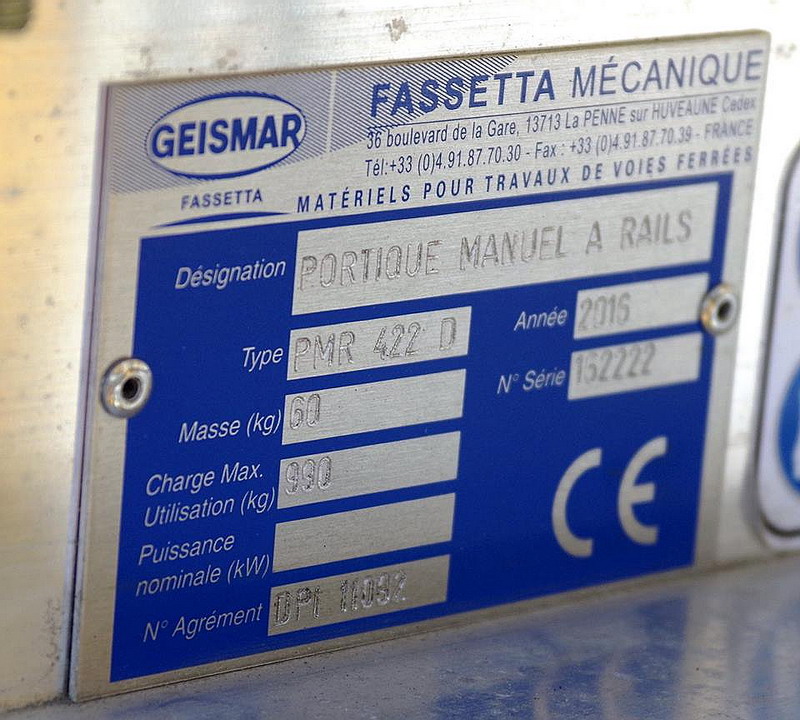 GEISMAR
FASSETTA
FASSETTA MÉCANIQUE
36 boulevard de la Gare, 13713 La PENNE sur HUVEAUNE Cedex
Tél:+33 (0)4.91.87.70.30 - Fax : +33 (0)4.91.87.70.39 - FRANCE
MATÉRIELS POUR TRAVAUX DE VOIES FERRÉES
Désignation PORTIQUE MANUEL A RAILS
Type PMR 422 D
Année 2016
Masse (kg) 60
N° Série 162222
Charge Max.
Utilisation (kg) 990
Puissance
nominale (kW)
N° Agrément DPI 11092
CE